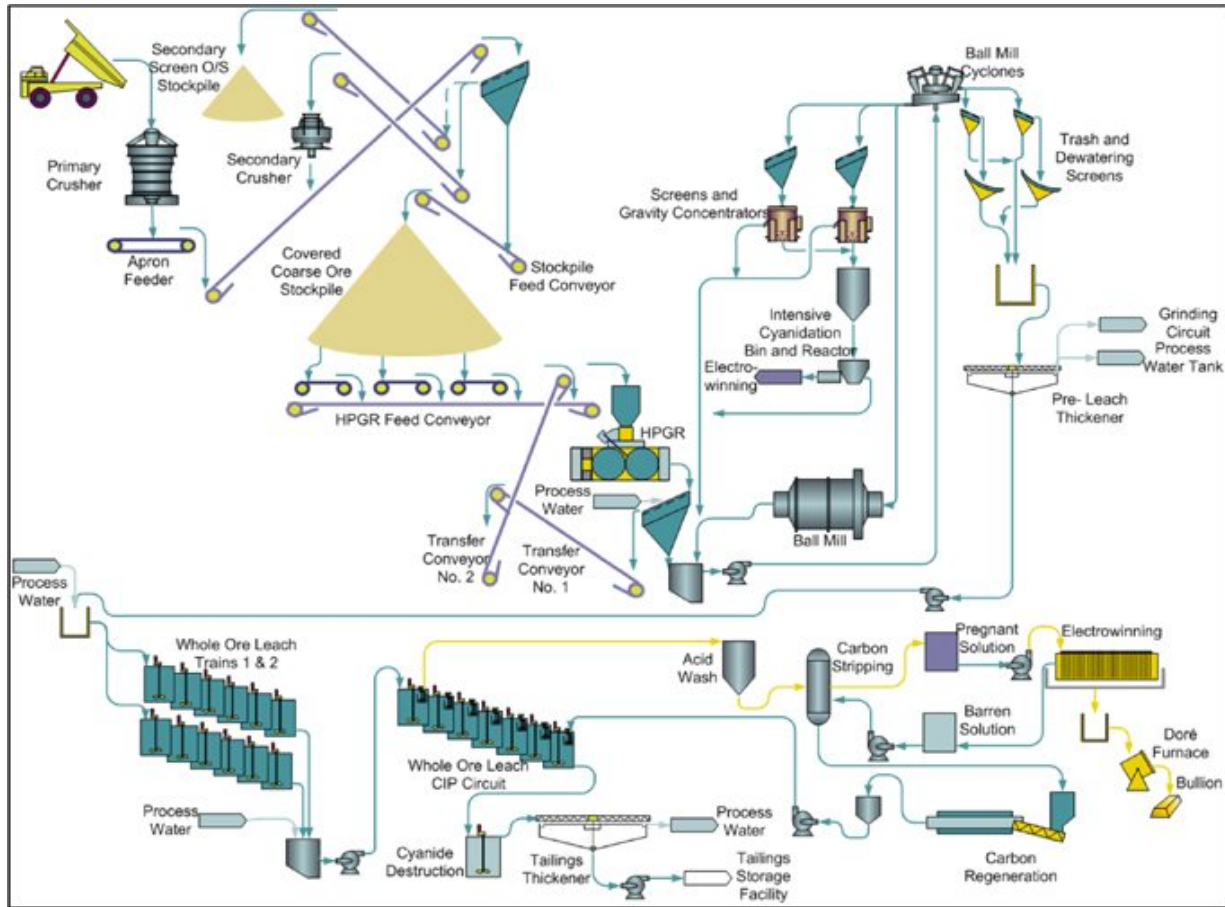 Secondary
Screen O/S
Stockpile
Primary
Crusher
Secondary
Crusher
Apron
Feeder
Covered
Coarse Ore
Stockpile
Stockpile
Feed Conveyor
HPGR Feed Conveyor
HPGR
Process
Water
Transfer
Conveyor
No. 2
Transfer
Conveyor
No. 1
Ball Mill
Cyclones
Trash and
Dewatering
Screens
Screens and
Gravity Concentrators
Intensive
Cyanidation
Bin and Reactor
Electro-
winning
Grinding
Circuit
Process
Water Tank
Pre- Leach
Thickener
Ball Mill
Process
Water
Whole Ore Leach
Trains 1 & 2
Process
Water
Whole Ore Leach
CIP Circuit
Cyanide
Destruction
Tailings
Thickener
Process
Water
Tailings
Storage
Facility
Acid
Wash
Carbon
Stripping
Pregnant
Solution
Electrowinning
Barren
Solution
Doré
Furnace
Bullion
Carbon
Regeneration